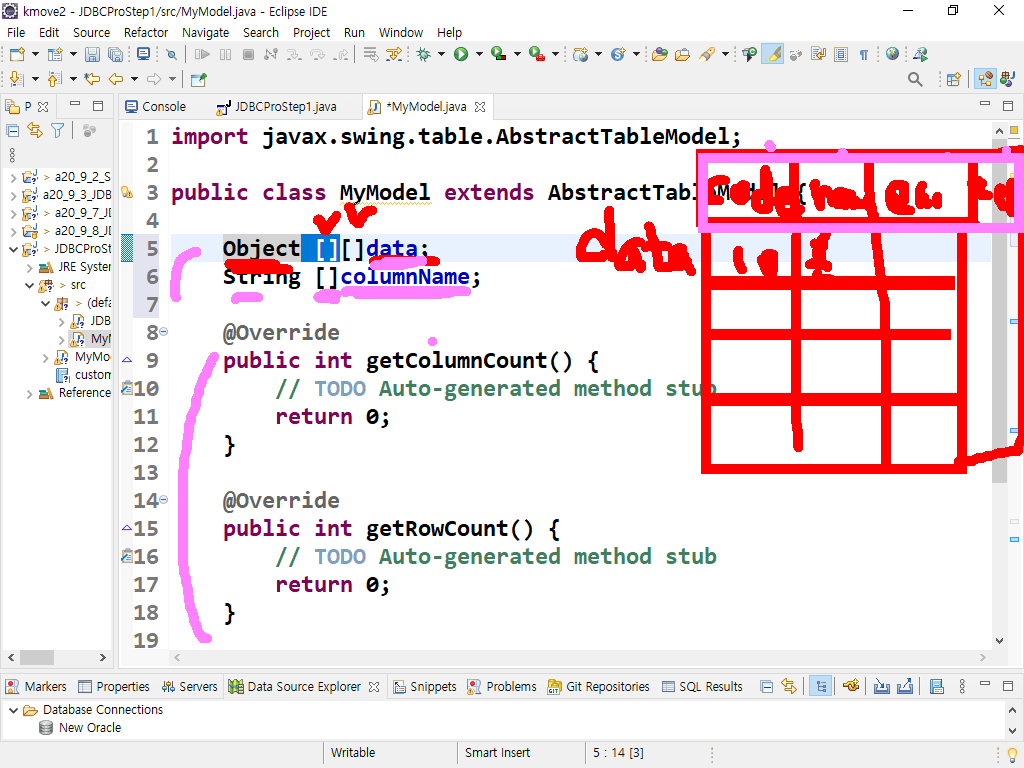 kmove2 - JDBCProStep1/src/MyModel.java - Eclipse IDE
File Edit Source Refactor Navigate Search Project Run Window Help
P
Console JDBCProStep1.java *MyModel.java
a20_9_2_S
a20_9_3_JDB
a20_9_7_JD
a20_9_8_JD
JDBCProSt
JRE System
src
(defa
JDB
MyM
MyMo
custom
Reference
1 import javax.swing.table.AbstractTableModel;
2
3 public class MyModel extends AbstractTableModel {
4
5 Object [][]data;
6 String []columnName;
7
8 @Override
9 public int getColumnCount() {
10 // TODO Auto-generated method stub
11 return 0;
12 }
13
14 @Override
15 public int getRowCount() {
16 // TODO Auto-generated method stub
17 return 0;
18 }
19
data
Markers Properties Servers Data Source Explorer Snippets Problems Git Repositories SQL Results
Database Connections
New Oracle
Writable Smart Insert 5 : 14 [3]